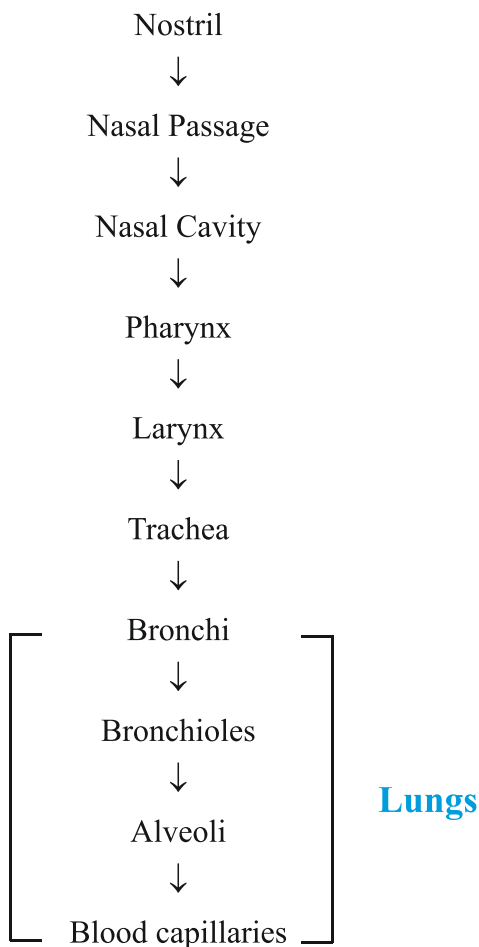 Nostril
↓
Nasal Passage
↓
Nasal Cavity
↓
Pharynx
↓
Larynx
↓
Trachea
↓
Bronchi
↓
Bronchioles
↓
Lungs
Alveoli
↓
Blood capillaries